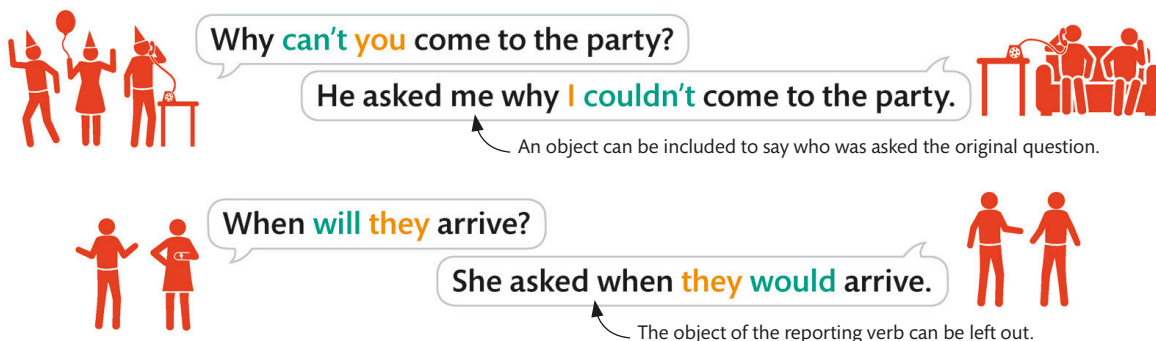 Why can't you come to the party?
He asked me why I couldn't come to the party.
An object can be included to say who was asked the original question.
When will they arrive?
She asked when they would arrive.
The object of the reporting verb can be left out.